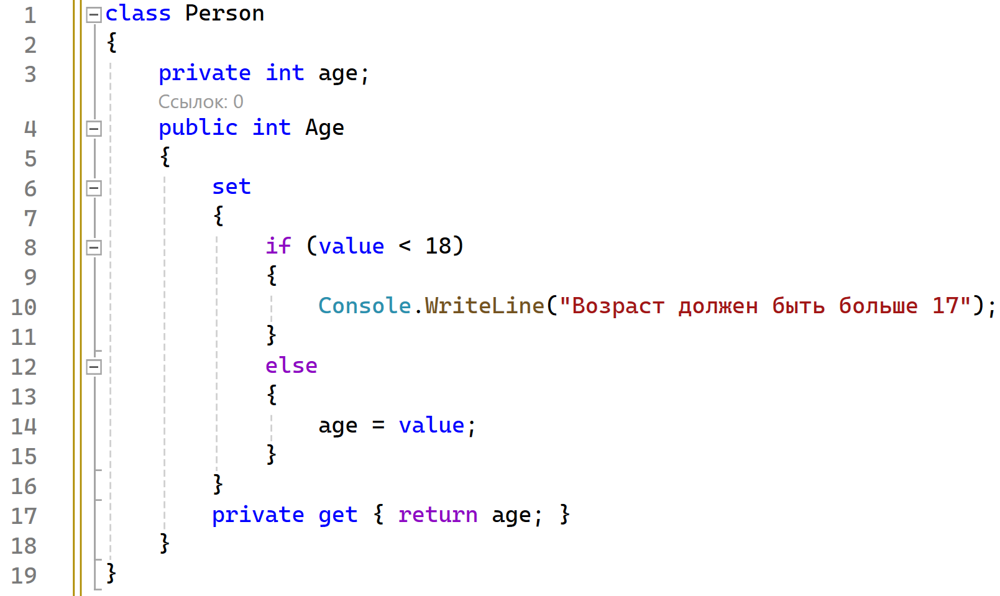 1 class Person
2 {
3     private int age;
      Ссылок: 0
4     public int Age
5     {
6         set
7         {
8             if (value < 18)
9             {
10                Console.WriteLine("Возраст должен быть больше 17");
11            }
12            else
13            {
14                age = value;
15            }
16        }
17        private get { return age; }
18    }
19 }